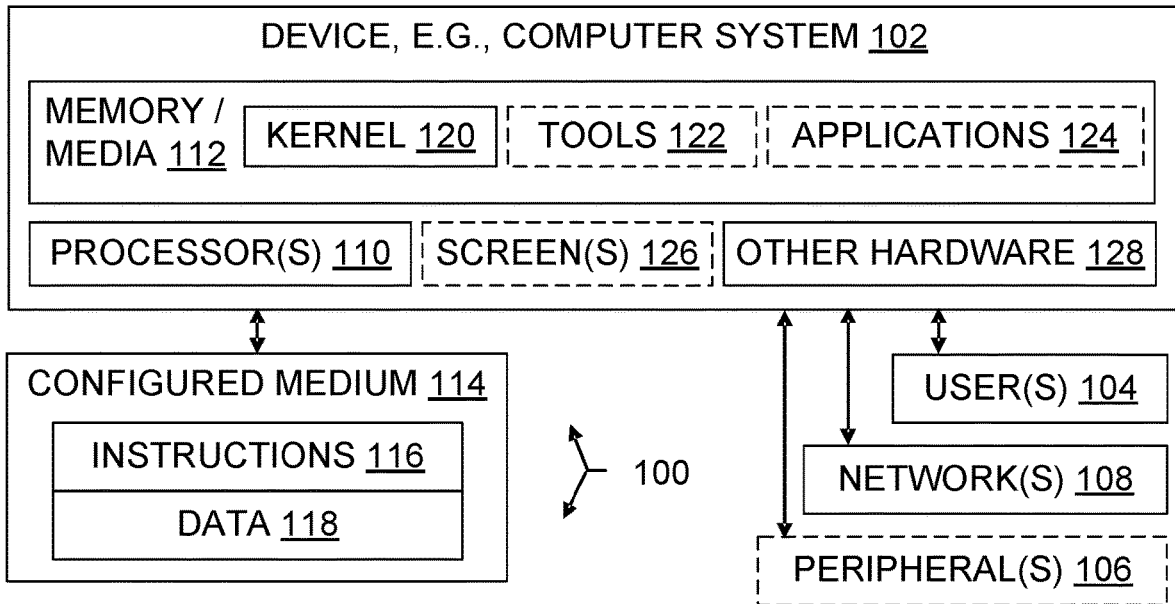 DEVICE, E.G., COMPUTER SYSTEM 102
MEMORY /
MEDIA 112
KERNEL 120
TOOLS 122
APPLICATIONS 124
PROCESSOR(S) 110
SCREEN(S) 126
OTHER HARDWARE 128
CONFIGURED MEDIUM 114
INSTRUCTIONS 116
DATA 118
100
USER(S) 104
NETWORK(S) 108
PERIPHERAL(S) 106